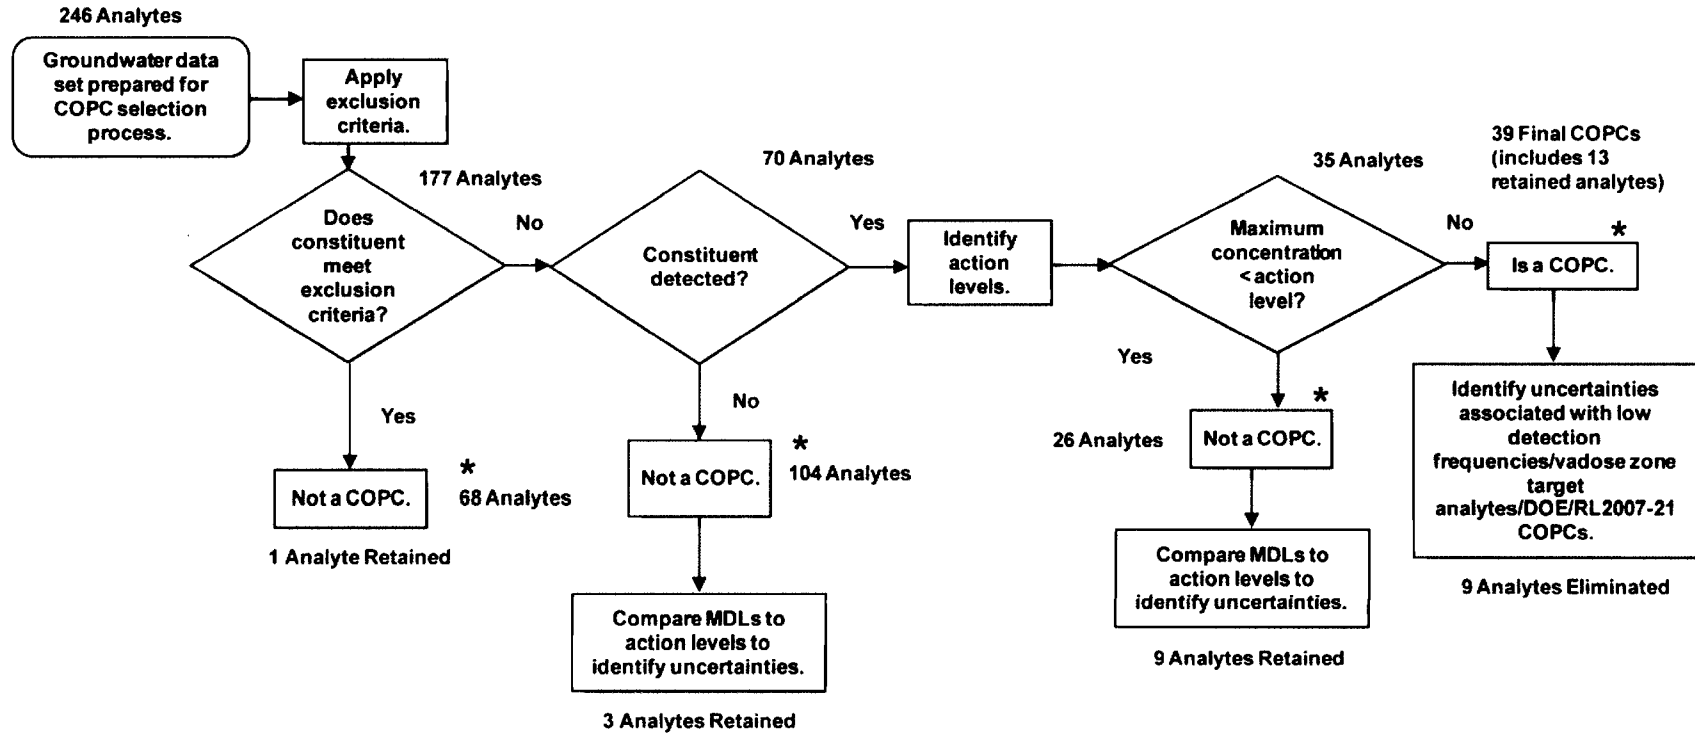 246 Analytes
Groundwater data
set prepared for
COPC selection
process.
Apply
exclusion
criteria.
177 Analytes
Does
constituent
meet
exclusion
criteria?
No
Yes
Not a COPC.
*
68 Analytes
1 Analyte Retained
70 Analytes
Constituent
detected?
Yes
No
Not a COPC.
*
104 Analytes
Compare MDLs to
action levels to
identify uncertainties.
3 Analytes Retained
Identify
action
levels.
35 Analytes
Maximum
concentration
< action
level?
No
Yes
26 Analytes
Not a COPC.
*
Compare MDLs to
action levels to
identify uncertainties.
9 Analytes Retained
39 Final COPCs
(includes 13
retained analytes)
*
Is a COPC.
Identify uncertainties
associated with low
detection
frequencies/vadose zone
target
analytes/DOE/RL2007-21
COPCs.
9 Analytes Eliminated